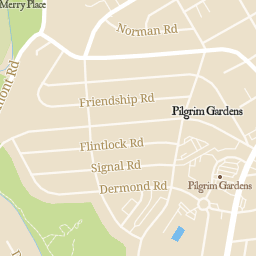 Merry Place
Norman Rd
Friendship Rd
Pilgrim Gardens
Flintlock Rd
Signal Rd
Dermond Rd
Pilgrim Gardens